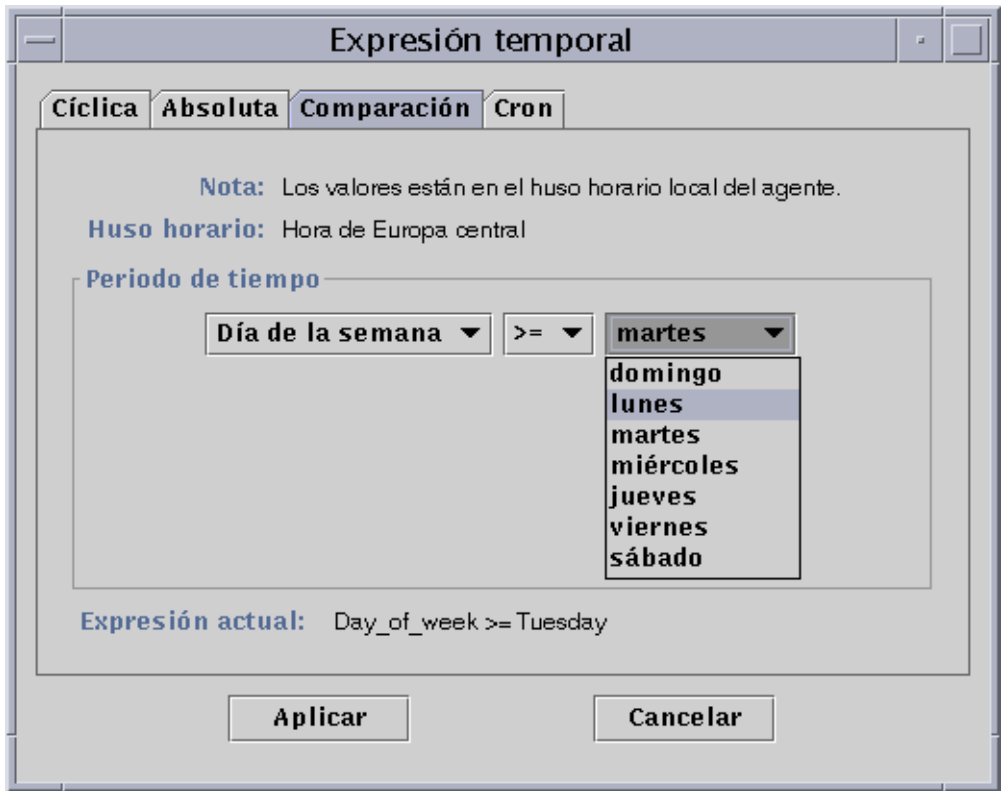 Expresión temporal
Cíclica Absoluta Comparación Cron
Nota: Los valores están en el huso horario local del agente.
Huso horario: Hora de Europa central
Periodo de tiempo
Día de la semana >= martes
domingo
lunes
martes
miércoles
jueves
viernes
sábado
Expresión actual: Day_of_week >= Tuesday
Aplicar Cancelar